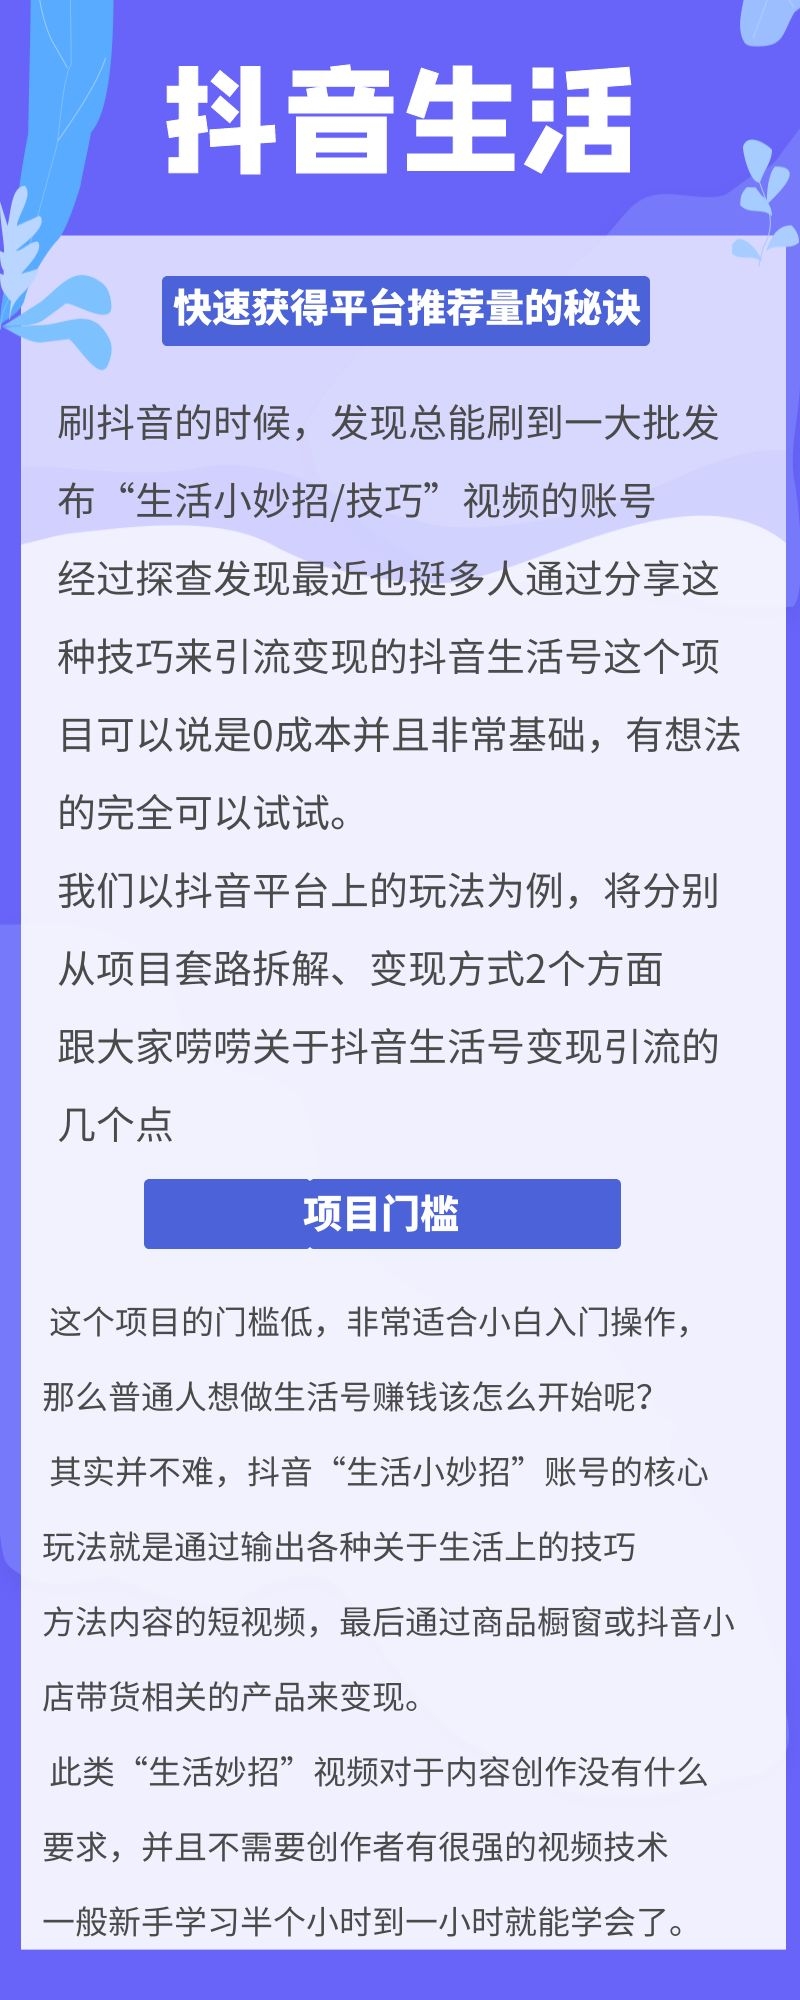 抖音生活
快速获得平台推荐量的秘诀
刷抖音的时候，发现总能刷到一大批发
布“生活小妙招/技巧”视频的账号
经过探查发现最近也挺多人通过分享这
种技巧来引流变现的抖音生活号这个项
目可以说是0成本并且非常基础，有想法
的完全可以试试。
我们以抖音平台上的玩法为例，将分别
从项目套路拆解、变现方式2个方面
跟大家唠唠关于抖音生活号变现引流的
几个点
项目门槛
这个项目的门槛低，非常适合小白入门操作，
那么普通人想做生活号赚钱该怎么开始呢？
其实并不难，抖音“生活小妙招”账号的核心
玩法就是通过输出各种关于生活上的技巧
方法内容的短视频，最后通过商品橱窗或抖音小
店带货相关的产品来变现。
此类“生活妙招”视频对于内容创作没有什么
要求，并且不需要创作者有很强的视频技术
一般新手学习半个小时到一小时就能学会了。